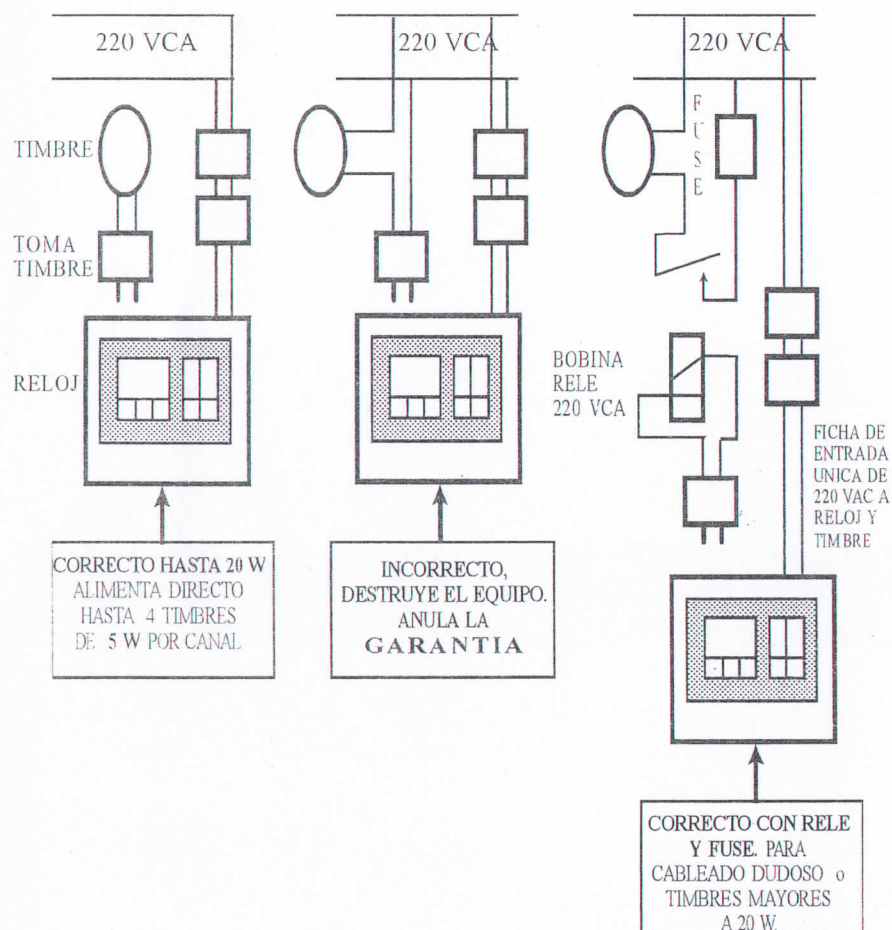 220 VCA
220 VCA
220 VCA
TIMBRE
TOMA
TIMBRE
RELOJ
CORRECTO HASTA 20 W
ALIMENTA DIRECTO
HASTA 4 TIMBRES
DE 5 W POR CANAL
INCORRECTO,
DESTRUYE EL EQUIPO.
ANULA LA
GARANTIA
FUSE
BOBINA
RELE
220 VCA
FICHA DE
ENTRADA
UNICA DE
220 VAC A
RELOJ Y
TIMBRE
CORRECTO CON RELE
Y FUSE. PARA
CABLEADO DUDOSO o
TIMBRES MAYORES
A 20 W.